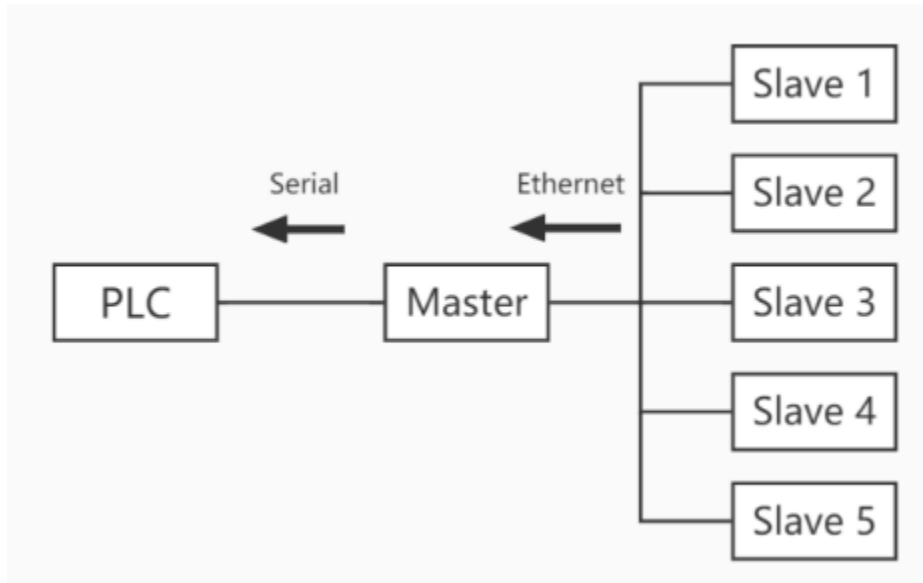 Serial
Ethernet
PLC
Master
Slave 1
Slave 2
Slave 3
Slave 4
Slave 5